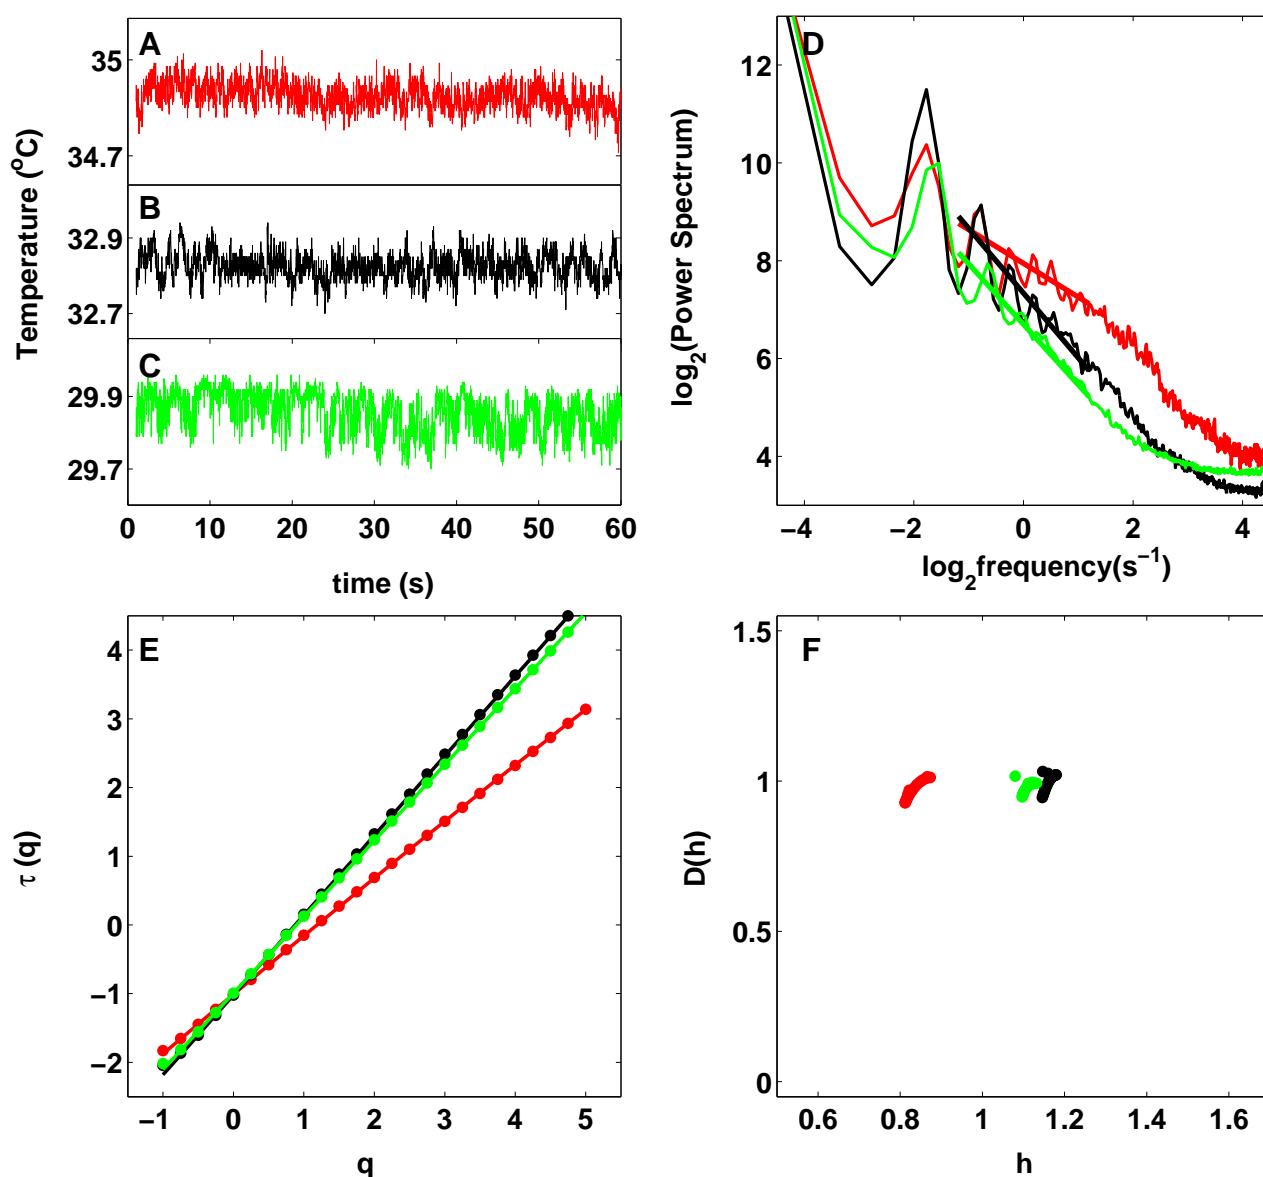 A
35
34.7
B
32.9
32.7
C
29.9
29.7
Temperature (°C)
0 10 20 30 40 50 60
time (s)
D
12
10
8
6
4
log2(Power Spectrum)
−4 −2 0 2 4
log2frequency(s−1)
E
4
3
2
1
0
−1
−2
τ (q)
−1 0 1 2 3 4 5
q
F
1.5
1
0.5
0
D(h)
0.6 0.8 1 1.2 1.4 1.6
h